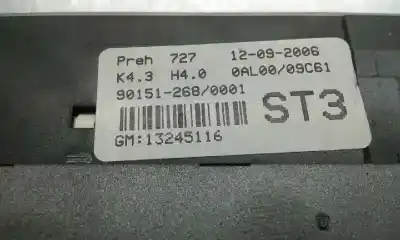 Preh 727 12-09-2006
K4.3 H4.0 0AL00/09C61
90151-268/0001
ST3
GM:13245116